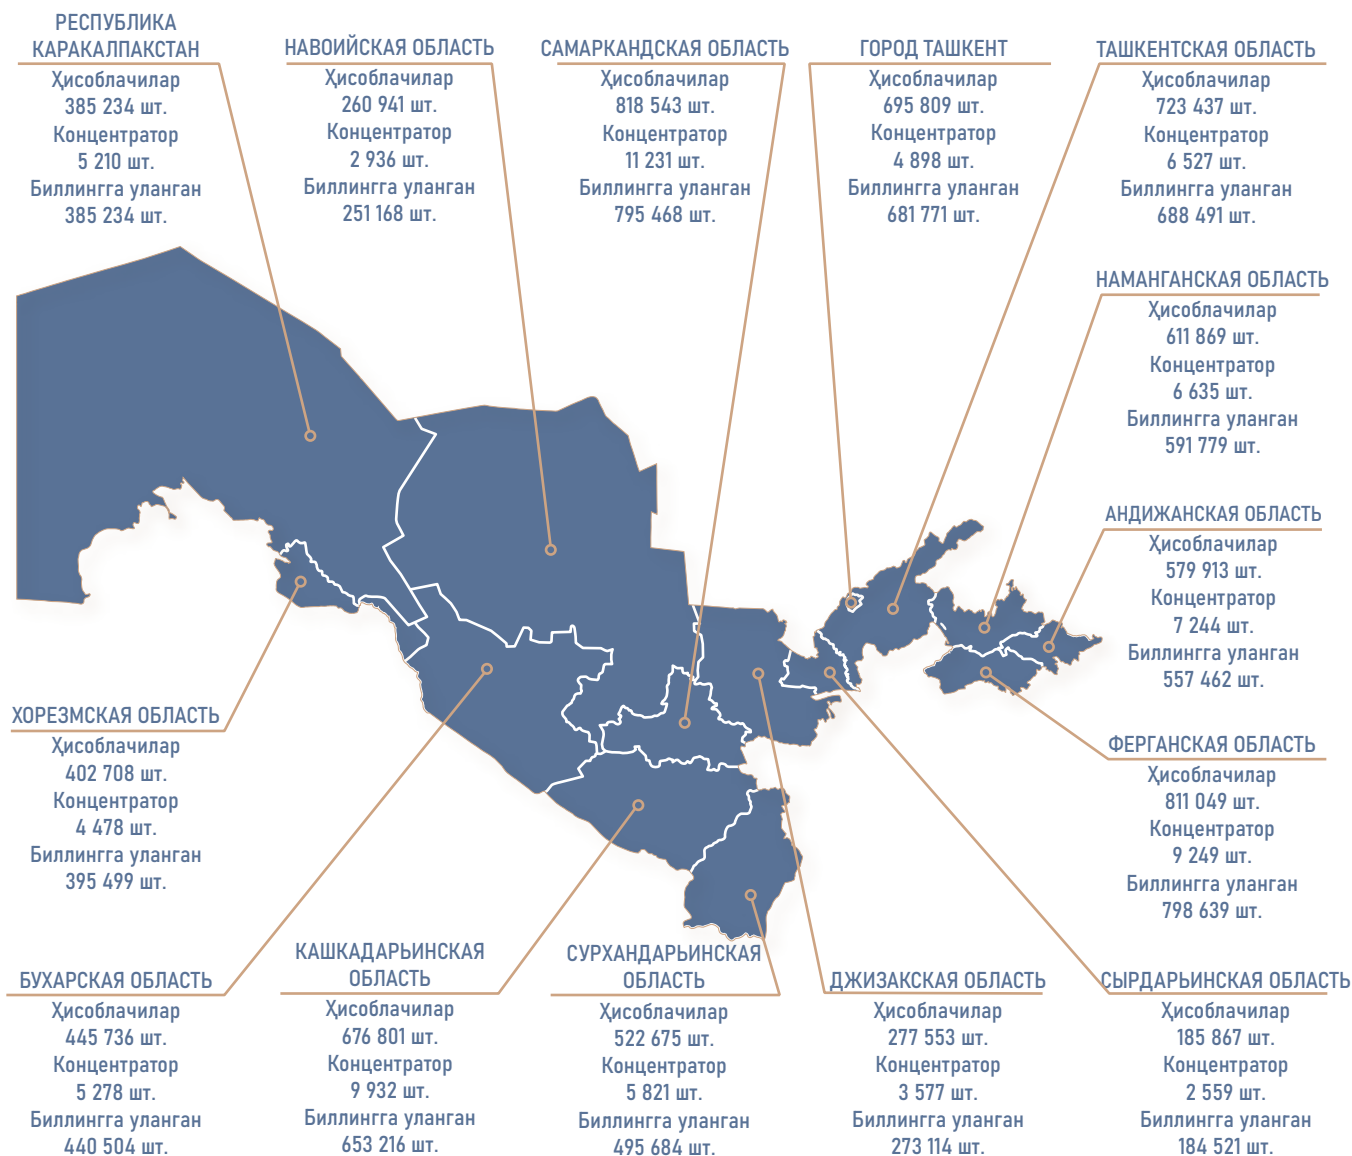 РЕСПУБЛИКА
КАРАКАЛПАКСТАН
Ҳисоблачилар
385 234 шт.
Концентратор
5 210 шт.
Биллингга уланган
385 234 шт.
НАВОИЙСКАЯ ОБЛАСТЬ
Ҳисоблачилар
260 941 шт.
Концентратор
2 936 шт.
Биллингга уланган
251 168 шт.
САМАРКАНДСКАЯ ОБЛАСТЬ
Ҳисоблачилар
818 543 шт.
Концентратор
11 231 шт.
Биллингга уланган
795 468 шт.
ГОРОД ТАШКЕНТ
Ҳисоблачилар
695 809 шт.
Концентратор
4 898 шт.
Биллингга уланган
681 771 шт.
ТАШКЕНТСКАЯ ОБЛАСТЬ
Ҳисоблачилар
723 437 шт.
Концентратор
6 527 шт.
Биллингга уланган
688 491 шт.
НАМАНГАНСКАЯ ОБЛАСТЬ
Ҳисоблачилар
611 869 шт.
Концентратор
6 635 шт.
Биллингга уланган
591 779 шт.
АНДИЖАНСКАЯ ОБЛАСТЬ
Ҳисоблачилар
579 913 шт.
Концентратор
7 244 шт.
Биллингга уланган
557 462 шт.
ХОРЕЗМСКАЯ ОБЛАСТЬ
Ҳисоблачилар
402 708 шт.
Концентратор
4 478 шт.
Биллингга уланган
395 499 шт.
ФЕРГАНСКАЯ ОБЛАСТЬ
Ҳисоблачилар
811 049 шт.
Концентратор
9 249 шт.
Биллингга уланган
798 639 шт.
БУХАРСКАЯ ОБЛАСТЬ
Ҳисоблачилар
445 736 шт.
Концентратор
5 278 шт.
Биллингга уланган
440 504 шт.
КАШКАДАРЬИНСКАЯ
ОБЛАСТЬ
Ҳисоблачилар
676 801 шт.
Концентратор
9 932 шт.
Биллингга уланган
653 216 шт.
СУРХАНДАРЬИНСКАЯ
ОБЛАСТЬ
Ҳисоблачилар
522 675 шт.
Концентратор
5 821 шт.
Биллингга уланган
495 684 шт.
ДЖИЗАКСКАЯ ОБЛАСТЬ
Ҳисоблачилар
277 553 шт.
Концентратор
3 577 шт.
Биллингга уланган
273 114 шт.
СЫРДАРЬИНСКАЯ ОБЛАСТЬ
Ҳисоблачилар
185 867 шт.
Концентратор
2 559 шт.
Биллингга уланган
184 521 шт.